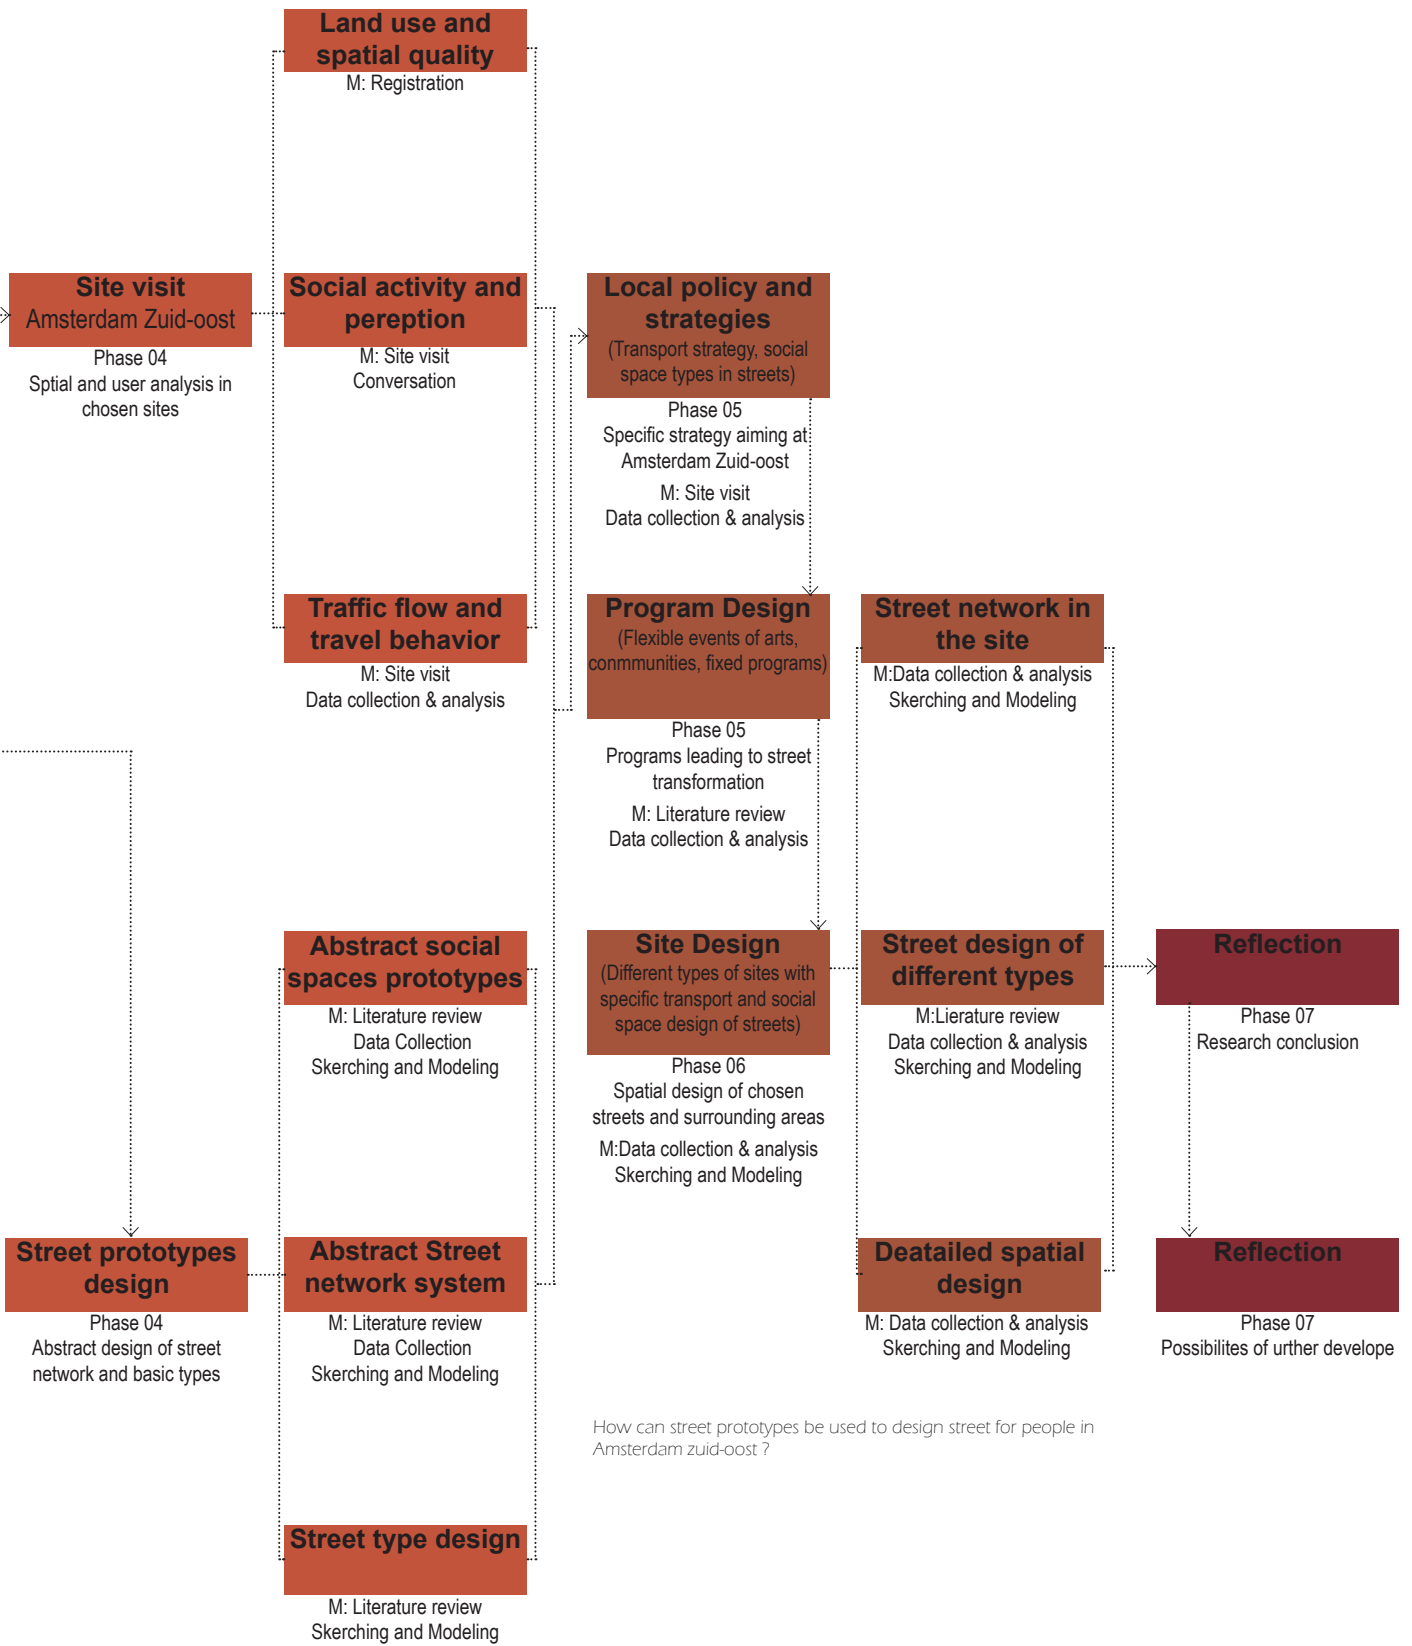 Land use and
spatial quality
M: Registration
Site visit
Amsterdam Zuid-oost
Phase 04
Sptial and user analysis in
chosen sites
Social activity and
pereption
M: Site visit
Conversation
Traffic flow and
travel behavior
M: Site visit
Data collection & analysis
Local policy and
strategies
(Transport strategy, social
space types in streets)
Phase 05
Specific strategy aiming at
Amsterdam Zuid-oost
M: Site visit
Data collection & analysis
Program Design
(Flexible events of arts,
conmmunities, fixed programs)
Phase 05
Programs leading to street
transformation
M: Literature review
Data collection & analysis
Street network in
the site
M:Data collection & analysis
Skerching and Modeling
Abstract social
spaces prototypes
M: Literature review
Data Collection
Skerching and Modeling
Site Design
(Different types of sites with
specific transport and social
space design of streets)
Phase 06
Spatial design of chosen
streets and surrounding areas
M:Data collection & analysis
Skerching and Modeling
Street design of
different types
M:Lierature review
Data collection & analysis
Skerching and Modeling
Reflection
Phase 07
Research conclusion
Street prototypes
design
Phase 04
Abstract design of street
network and basic types
Abstract Street
network system
M: Literature review
Data Collection
Skerching and Modeling
Deatailed spatial
design
M: Data collection & analysis
Skerching and Modeling
Reflection
Phase 07
Possibilites of urther develope
How can street prototypes be used to design street for people in
Amsterdam zuid-oost ?
Street type design
M: Literature review
Skerching and Modeling